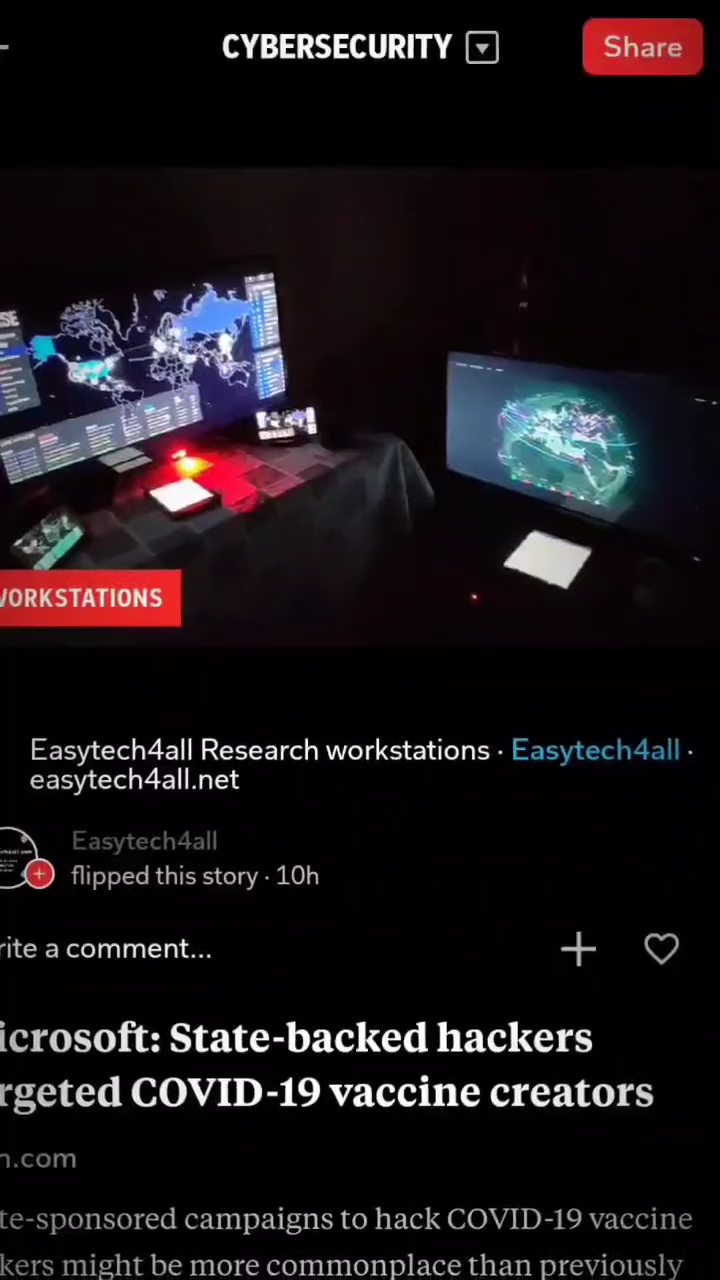 CYBERSECURITY
Share
WORKSTATIONS
Easytech4all Research workstations · Easytech4all ·
easytech4all.net
Easytech4all
flipped this story · 10h
rite a comment...
icrosoft: State-backed hackers
rgeted COVID-19 vaccine creators
n.com
te-sponsored campaigns to hack COVID-19 vaccine
kers might be more commonplace than previously